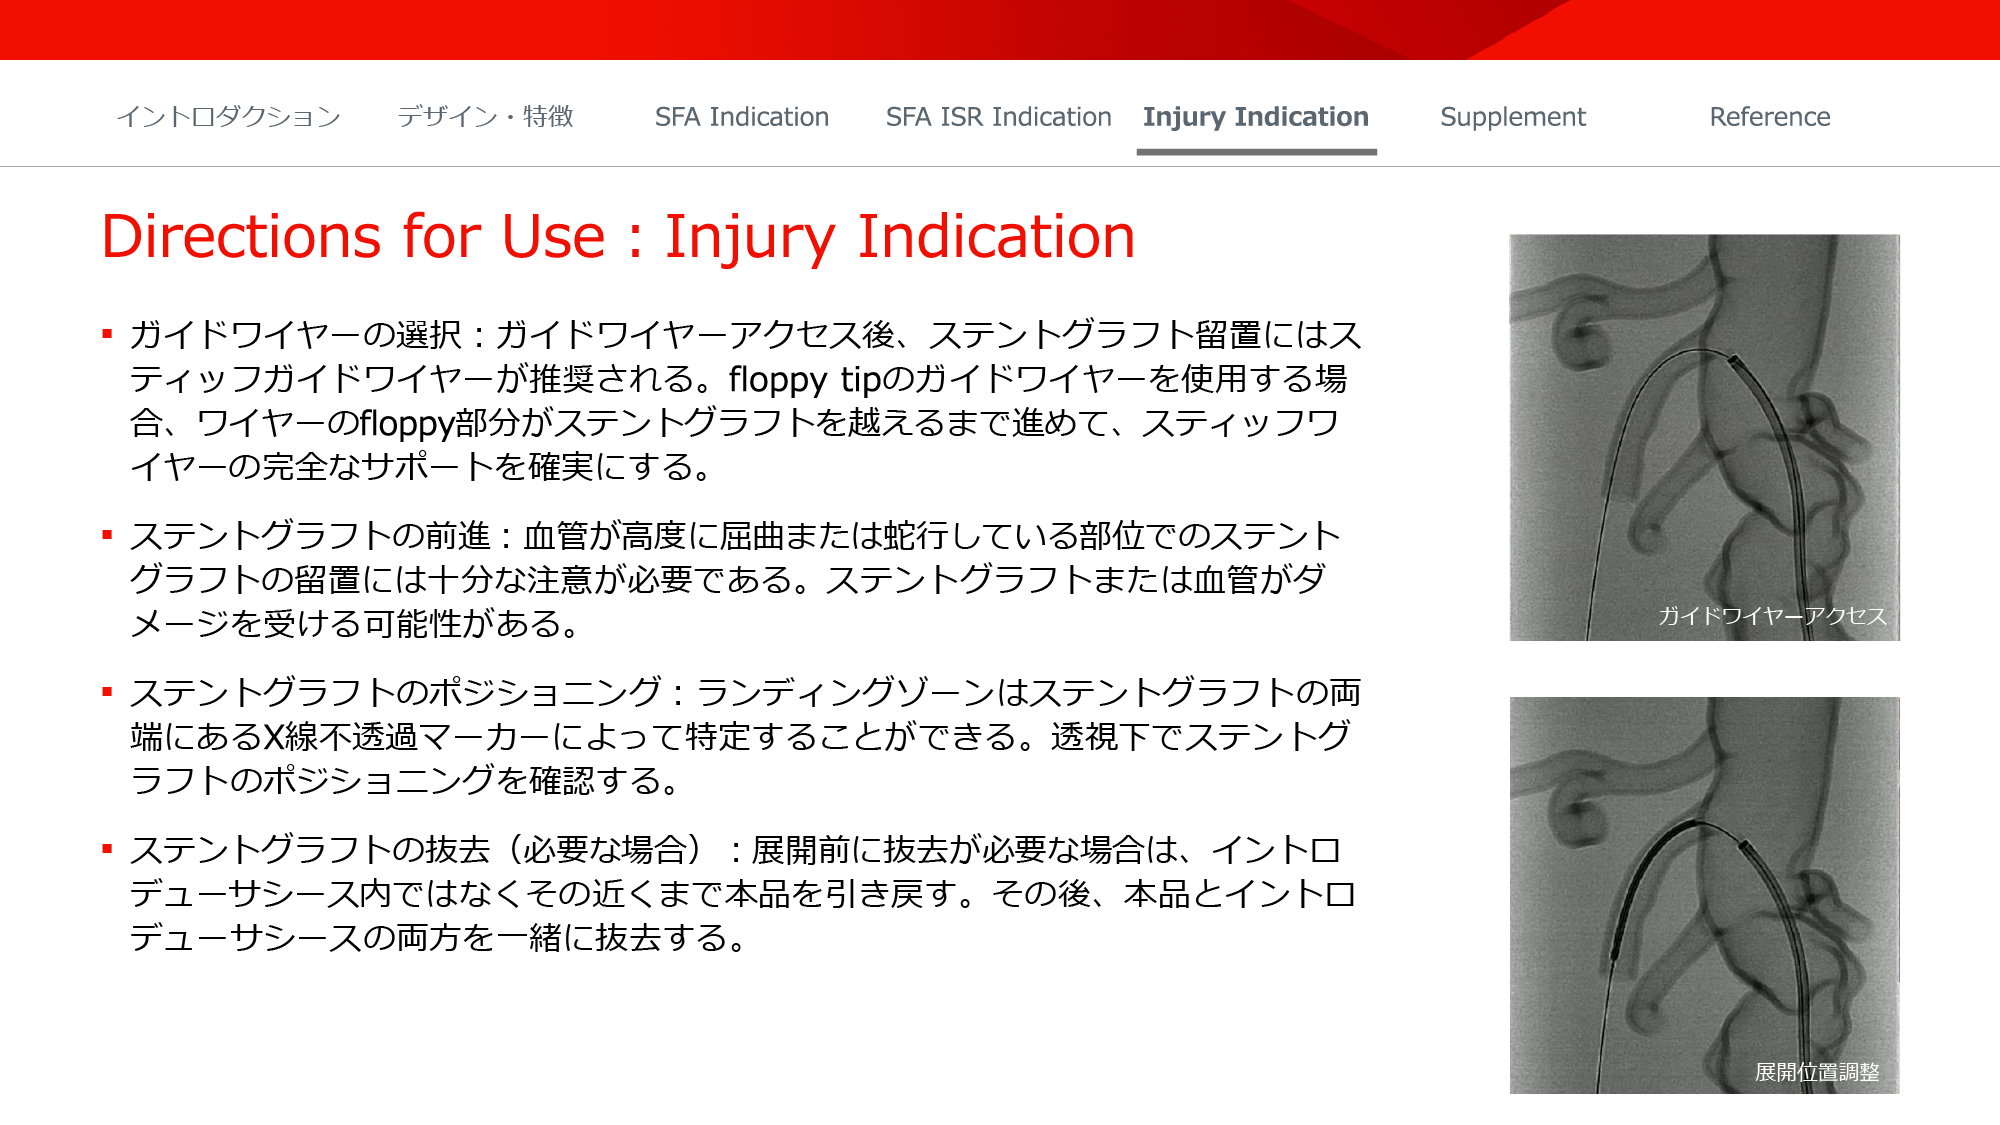 イントロダクション デザイン・特徴 SFA Indication SFA ISR Indication Injury Indication Supplement Reference
Directions for Use : Injury Indication
▪ ガイドワイヤーの選択：ガイドワイヤーアクセス後、ステントグラフト留置にはス
ティッフガイドワイヤーが推奨される。floppy tipのガイドワイヤーを使用する場
合、ワイヤーのfloppy部分がステントグラフトを越えるまで進めて、スティッフワ
イヤーの完全なサポートを確実にする。
▪ ステントグラフトの前進：血管が高度に屈曲または蛇行している部位でのステント
グラフトの留置には十分な注意が必要である。ステントグラフトまたは血管がダ
メージを受ける可能性がある。
▪ ステントグラフトのポジショニング：ランディングゾーンはステントグラフトの両
端にあるX線不透過マーカーによって特定することができる。透視下でステントグ
ラフトのポジショニングを確認する。
▪ ステントグラフトの抜去（必要な場合）：展開前に抜去が必要な場合は、イントロ
デューサシース内ではなくその近くまで本品を引き戻す。その後、本品とイントロ
デューサシースの両方を一緒に抜去する。
ガイドワイヤーアクセス
展開位置調整